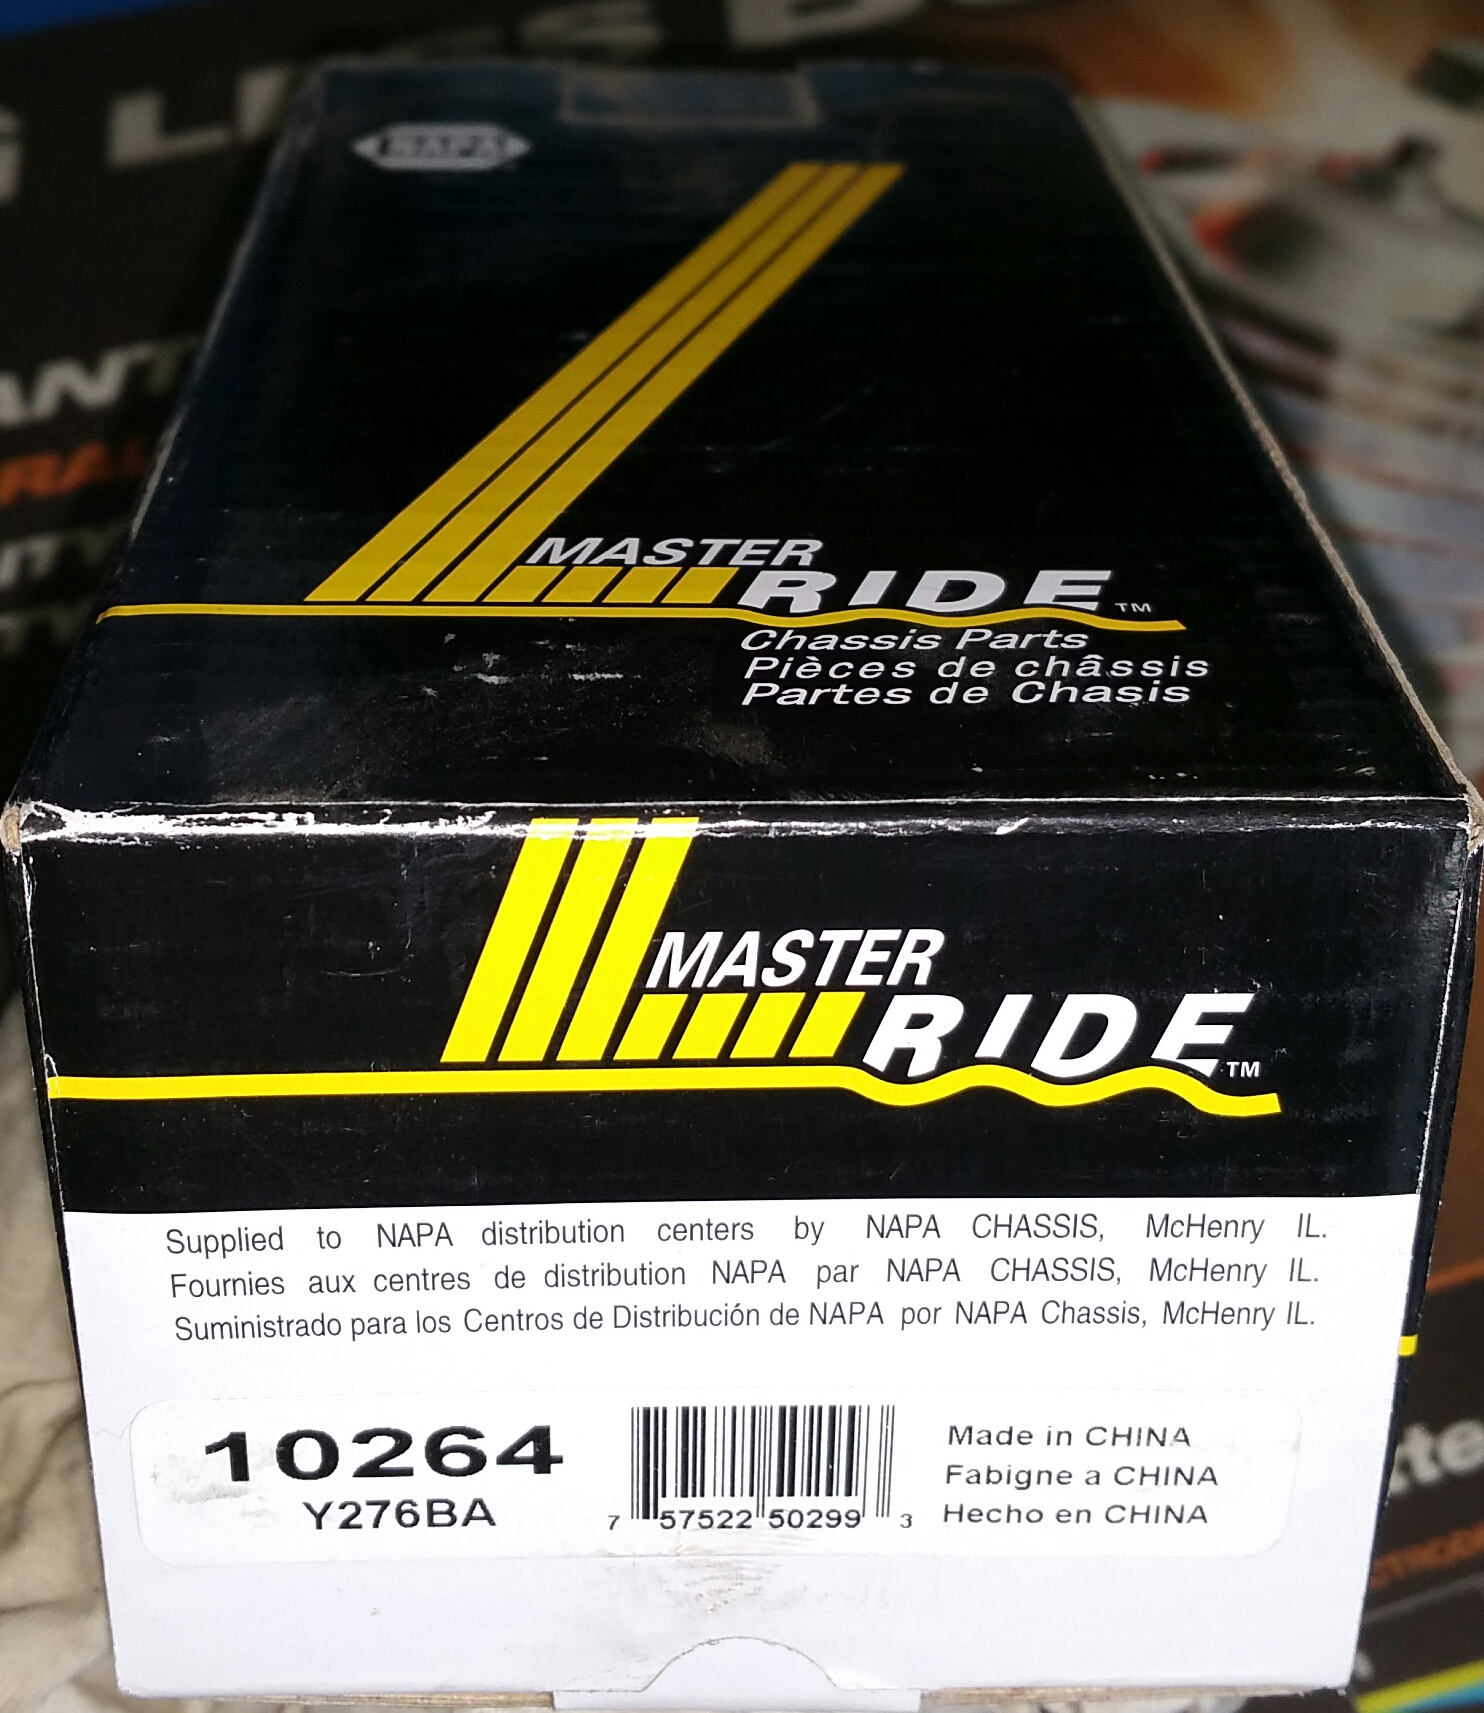 NAPA
MASTER
RIDE™
Chassis Parts
Pièces de châssis
Partes de Chasis
MASTER
RIDE™
Supplied to NAPA distribution centers by NAPA CHASSIS, McHenry IL.
Fournies aux centres de distribution NAPA par NAPA CHASSIS, McHenry IL.
Suministrado para los Centros de Distribución de NAPA por NAPA Chassis, McHenry IL.
10264
Y276BA
7 57522 50299 3
Made in CHINA
Fabigne a CHINA
Hecho en CHINA